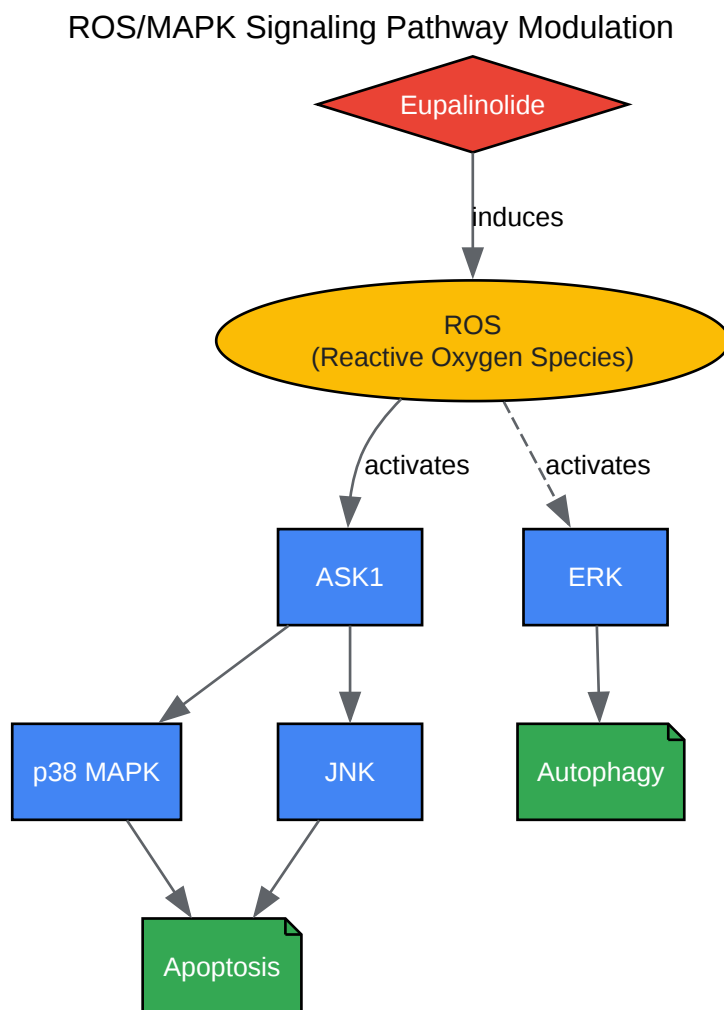 ROS/MAPK Signaling Pathway Modulation
Eupalinolide
induces
ROS
(Reactive Oxygen Species)
activates
activates
ASK1
ERK
p38 MAPK
JNK
Autophagy
Apoptosis